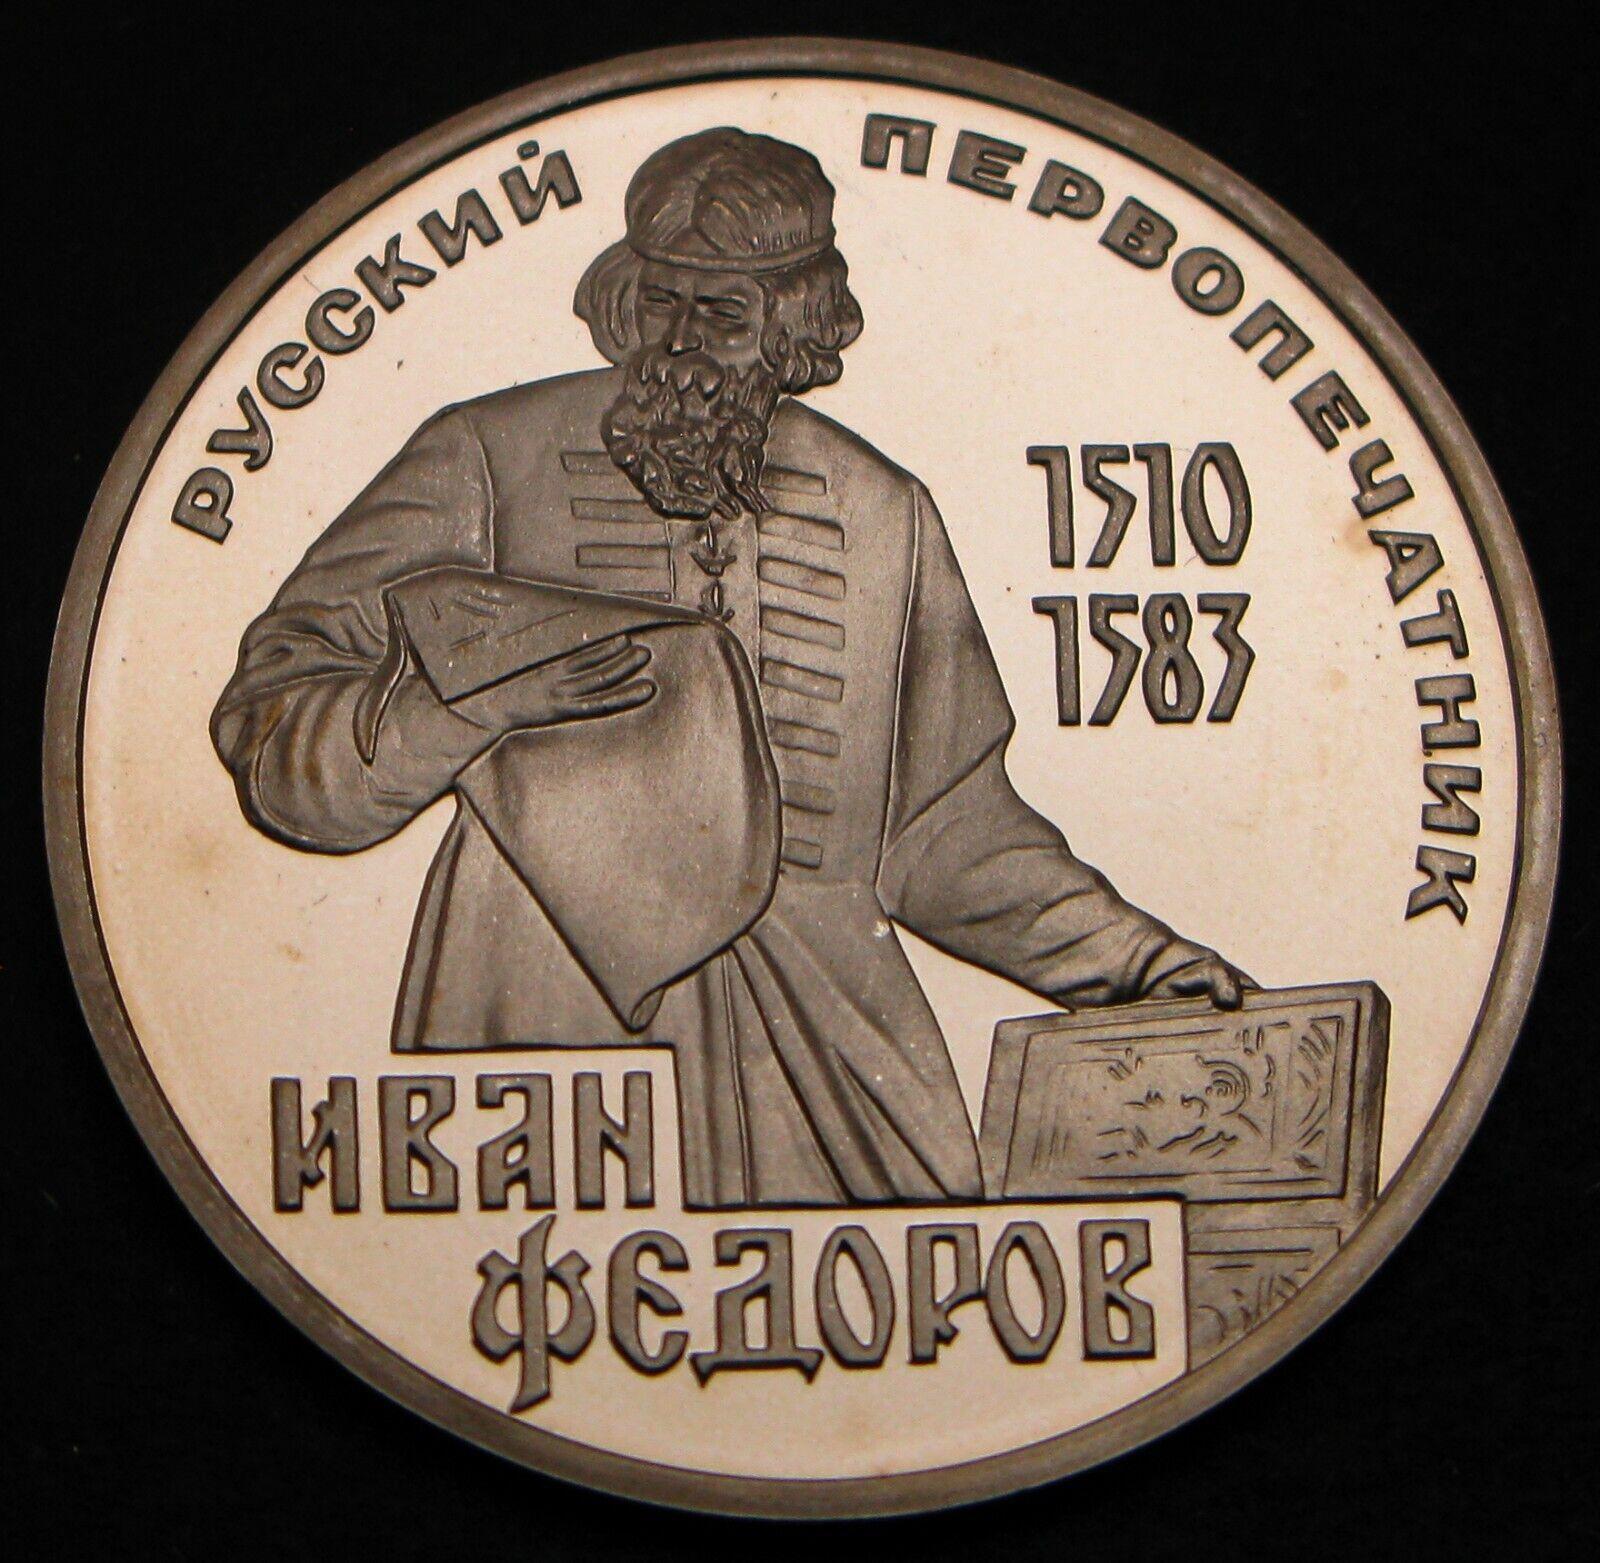 РУССКИЙ ПЕРВОПЕЧАТНИК
1510
1583
ИВАН
ФЕДОРОВ